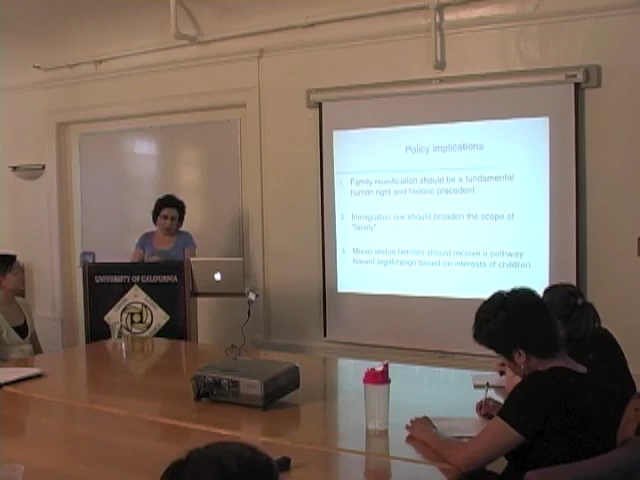 Policy Implications
1. Family reunification should be a fundamental
human right and historic precedent
2. Immigration law should broaden the scope of
"family"
3. Mixed status families should receive a pathway
toward legalization based on interests of children
UNIVERSITY OF CALIFORNIA